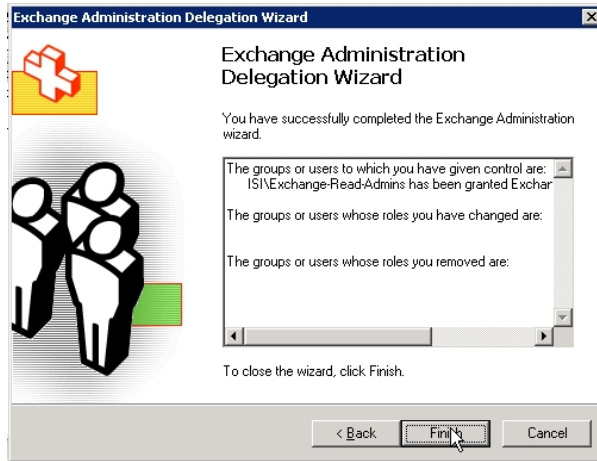 Exchange Administration Delegation Wizard
Exchange Administration
Delegation Wizard
You have successfully completed the Exchange Administration
wizard.
The groups or users to which you have given control are:
ISI\Exchange-Read-Admins has been granted Exchar
The groups or users whose roles you have changed are:
The groups or users whose roles you removed are:
To close the wizard, click Finish.
< Back
Finish
Cancel